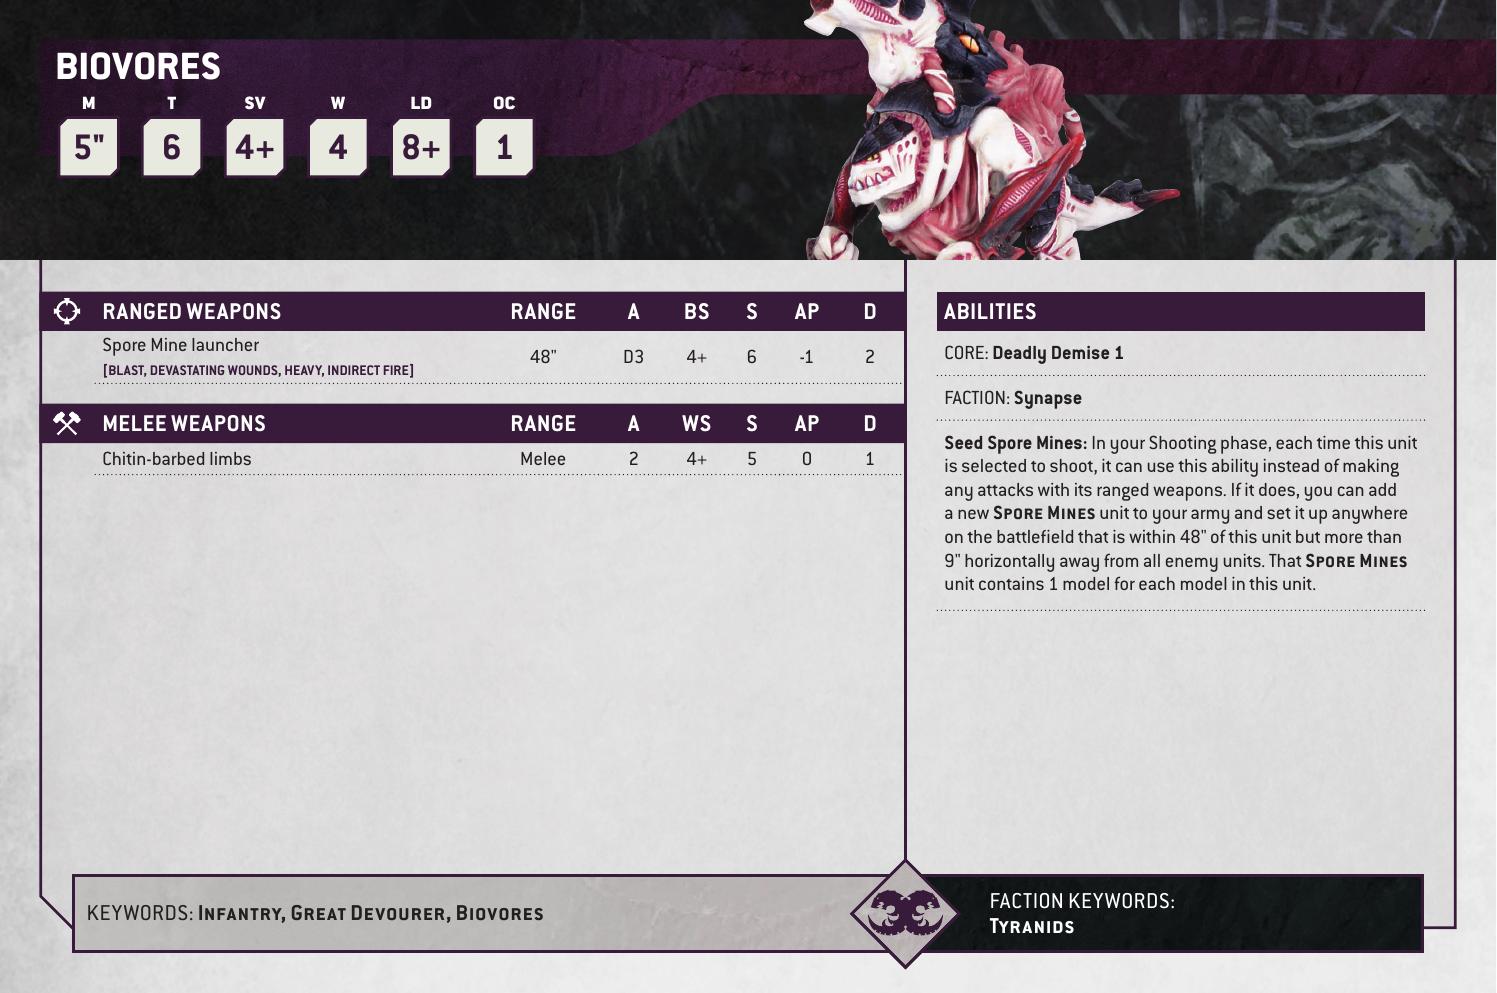 BIOVORES
M T SV W LD OC
5" 6 4+ 4 8+ 1
RANGED WEAPONS RANGE A BS S AP D
Spore Mine launcher 48" D3 4+ 6 -1 2
[BLAST, DEVASTATING WOUNDS, HEAVY, INDIRECT FIRE]
MELEE WEAPONS RANGE A WS S AP D
Chitin-barbed limbs Melee 2 4+ 5 0 1
ABILITIES
CORE: Deadly Demise 1
FACTION: Synapse
Seed Spore Mines: In your Shooting phase, each time this unit
is selected to shoot, it can use this ability instead of making
any attacks with its ranged weapons. If it does, you can add
a new SPORE MINES unit to your army and set it up anywhere
on the battlefield that is within 48" of this unit but more than
9" horizontally away from all enemy units. That SPORE MINES
unit contains 1 model for each model in this unit.
KEYWORDS: INFANTRY, GREAT DEVOURER, BIOVORES
FACTION KEYWORDS:
TYRANIDS